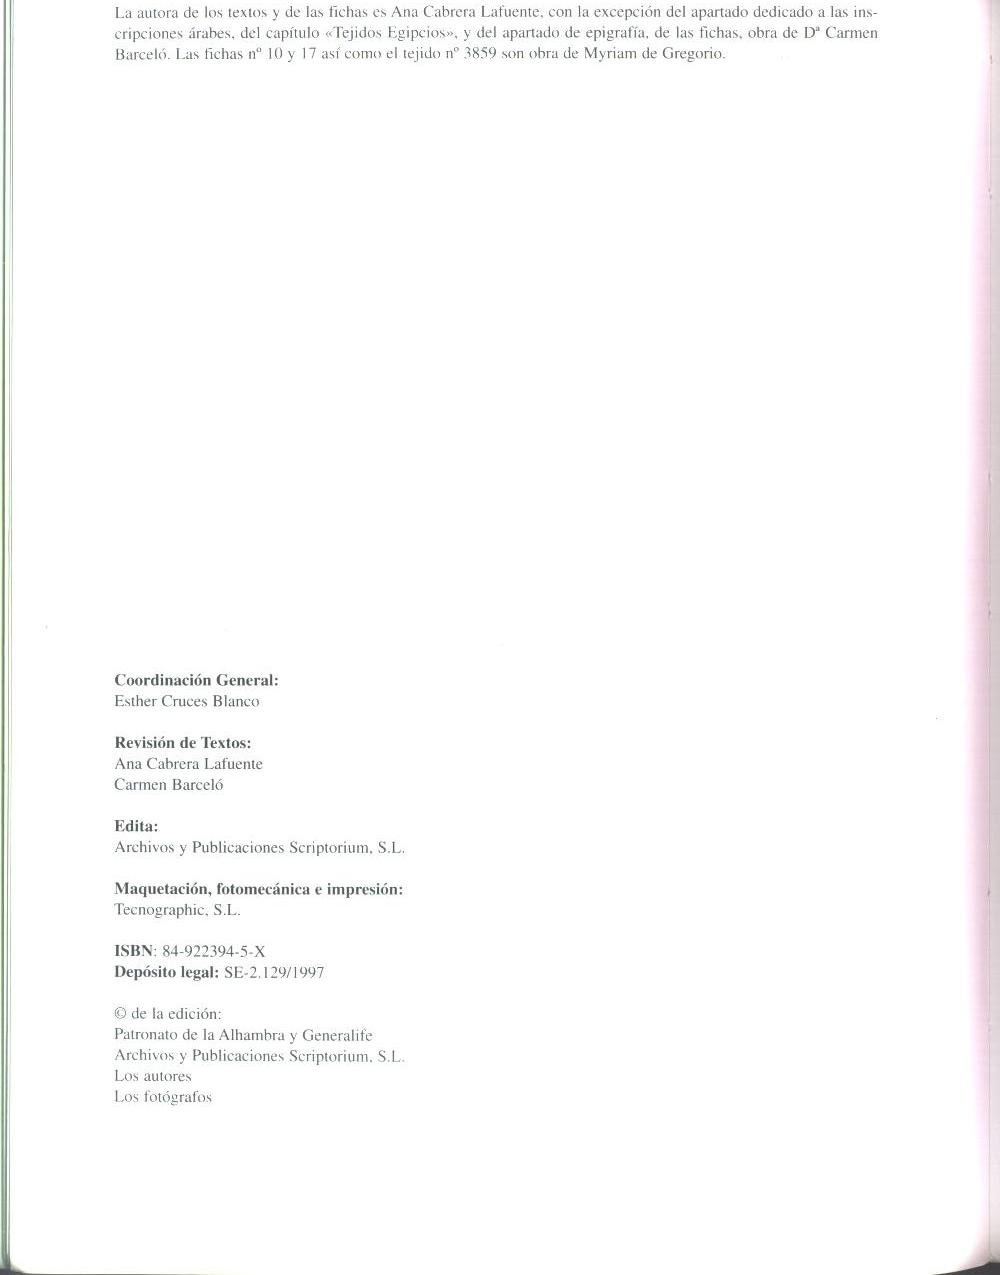 La autora de los textos y de las fichas es Ana Cabrera Lafuente, con la excepción del apartado dedicado a las ins-
cripciones árabes, del capítulo «Tejidos Egipcios», y del apartado de epigrafía, de las fichas, obra de Dª Carmen
Barceló. Las fichas nº 10 y 17 así como el tejido nº 3859 son obra de Myriam de Gregorio.
Coordinación General:
Esther Cruces Blanco
Revisión de Textos:
Ana Cabrera Lafuente
Carmen Barceló
Edita:
Archivos y Publicaciones Scriptorium, S.L.
Maquetación, fotomecánica e impresión:
Tecnographic, S.L.
ISBN: 84-922394-5-X
Depósito legal: SE-2.129/1997
© de la edición:
Patronato de la Alhambra y Generalife
Archivos y Publicaciones Scriptorium, S.L.
Los autores
Los fotógrafos